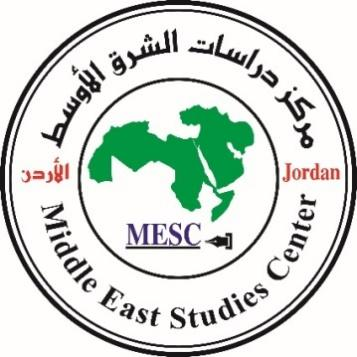 مركز دراسات الشرق الأوسط
الأردن
Jordan
MESC
Middle East Studies Center